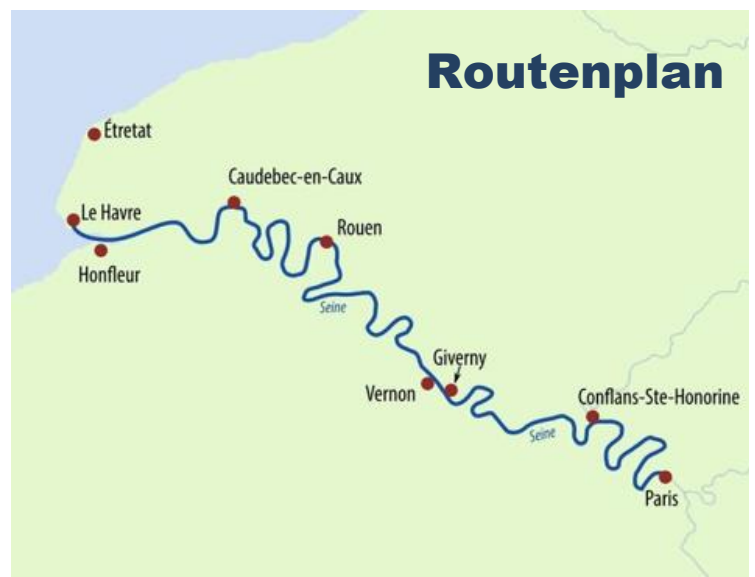 Routenplan
Étretat
Caudebec-en-Caux
Le Havre
Rouen
Honfleur
Seine
Giverny
Vernon
Conflans-Ste-Honorine
Seine
Paris